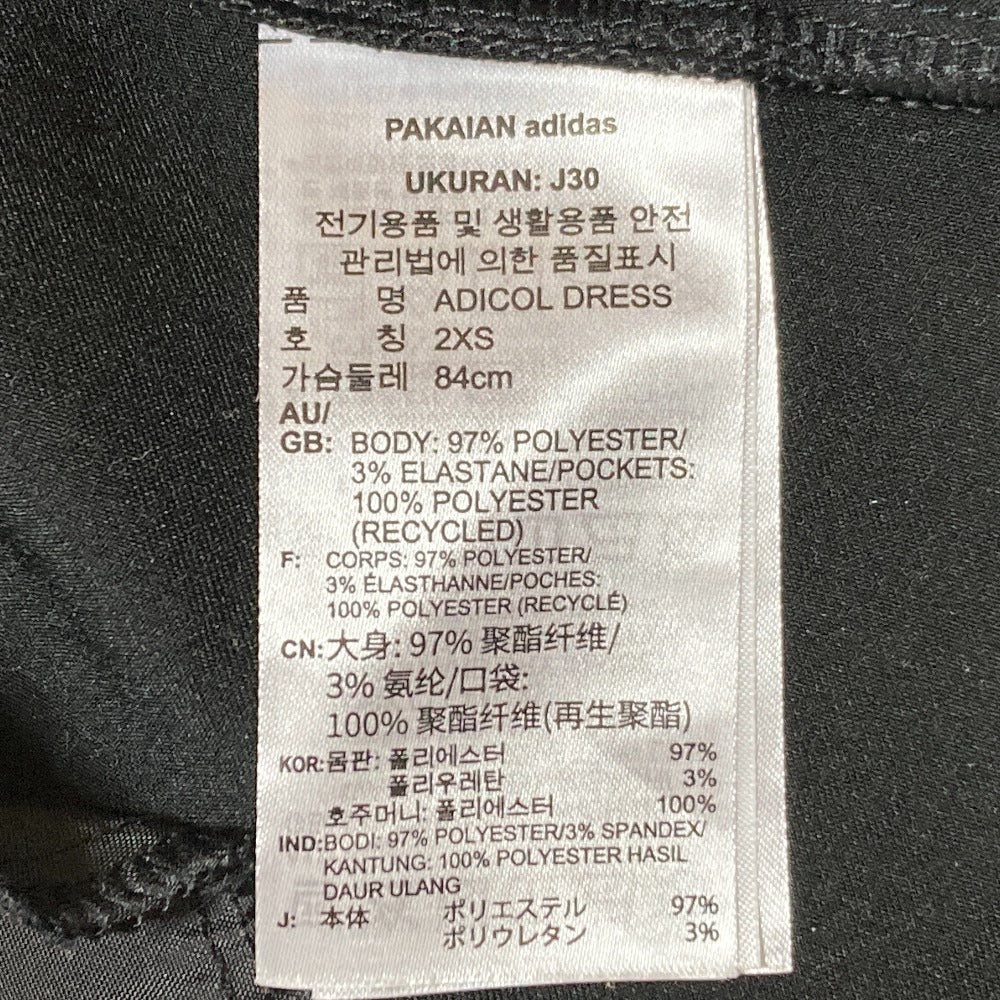 PAKAIAN adidas
UKURAN: J30
전기용품 및 생활용품 안전
관리법에 의한 품질표시
품 명 ADICOL DRESS
호 칭 2XS
가슴둘레 84cm
AU/
GB: BODY: 97% POLYESTER/
3% ELASTANE/POCKETS:
100% POLYESTER
(RECYCLED)
F: CORPS: 97% POLYESTER/
3% ÉLASTHANNE/POCHES:
100% POLYESTER (RECYCLÉ)
CN: 大身: 97% 聚酯纤维/
3% 氨纶/口袋:
100% 聚酯纤维(再生聚酯)
KOR: 몸판: 폴리에스터 97%
폴리우레탄 3%
호주머니: 폴리에스터 100%
IND: BODI: 97% POLYESTER/3% SPANDEX/
KANTUNG: 100% POLYESTER HASIL
DAUR ULANG
J: 本体 ポリエステル 97%
ポリウレタン 3%